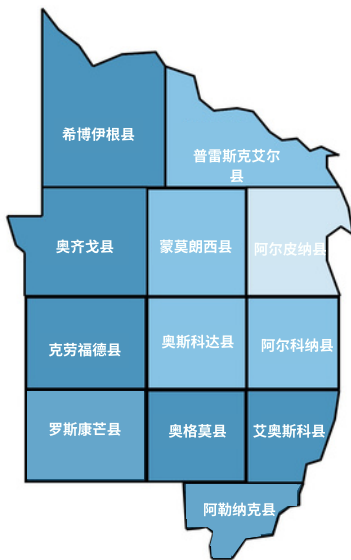 希博伊根县
普雷斯克艾尔
县
奥齐戈县
蒙莫朗西县
阿尔皮纳县
克劳福德县
奥斯科达县
阿尔科纳县
罗斯康芒县
奥格莫县
艾奥斯科县
阿勒纳克县